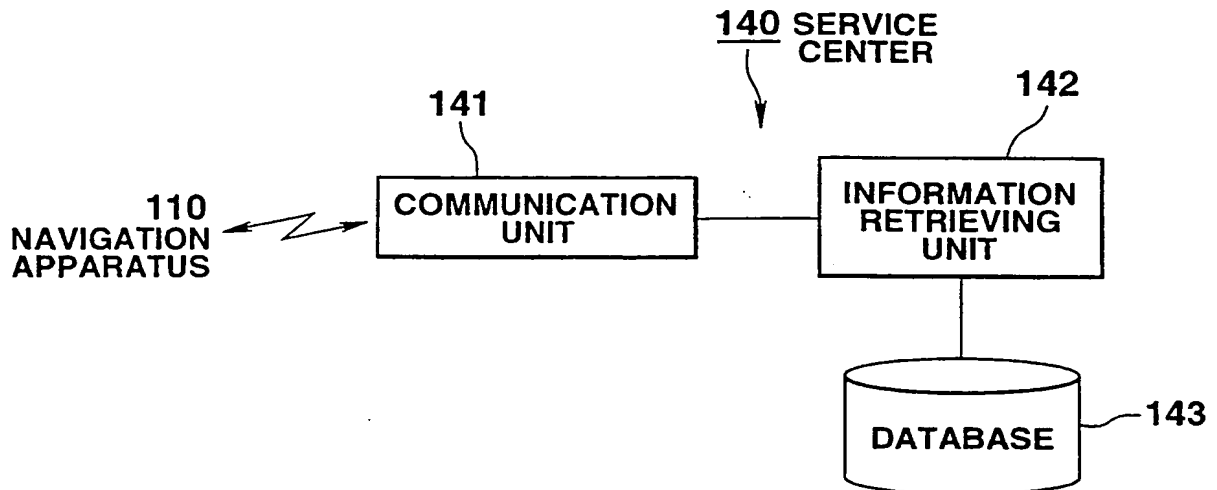 140 SERVICE
CENTER
141
142
110
NAVIGATION
APPARATUS
COMMUNICATION
UNIT
INFORMATION
RETRIEVING
UNIT
DATABASE
143